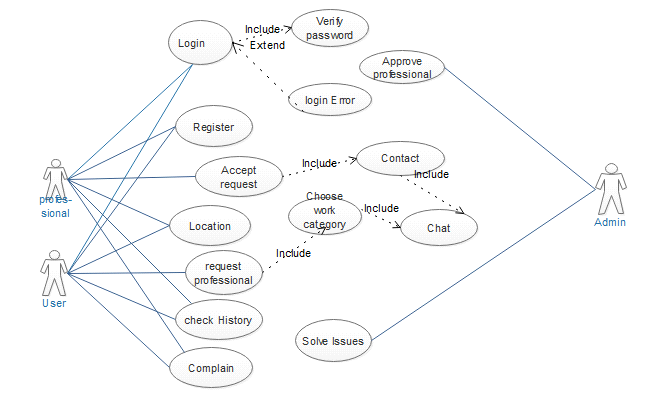 Login
Include
Extend
Verify
password
Approve
professional
login Error
Register
Accept
request
Include
Contact
Include
profes-
sional
Choose
work
category
Include
Chat
Admin
Location
request
professional
Include
User
check History
Solve Issues
Complain